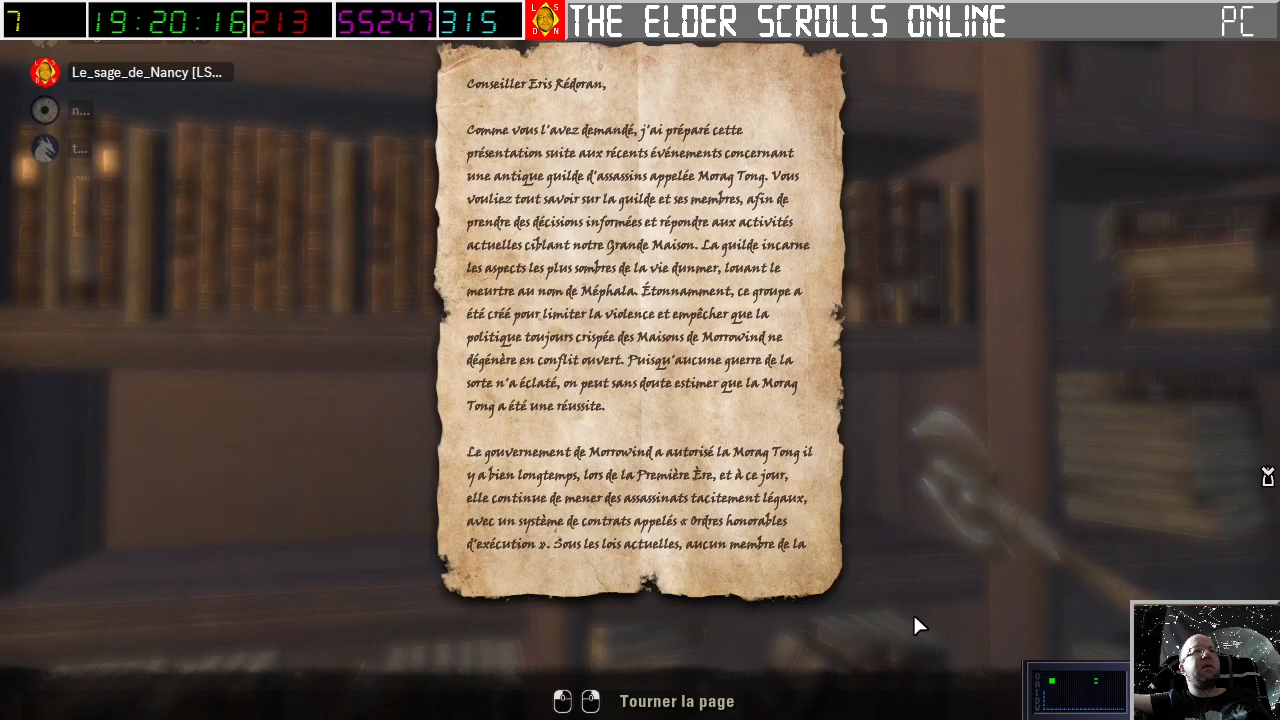 7 19:20:16 213 55247 315 L S D N THE ELDER SCROLLS ONLINE PC
Le_sage_de_Nancy [LS...
n...
t...
Conseiller Eris Rédoran,
Comme vous l'avez demandé, j'ai préparé cette
présentation suite aux récents événements concernant
une antique guilde d'assassins appelée Morag Tong. Vous
vouliez tout savoir sur la guilde et ses membres, afin de
prendre des décisions informées et répondre aux activités
actuelles ciblant notre Grande Maison. La guilde incarne
les aspects les plus sombres de la vie dunmer, louant le
meurtre au nom de Méphala. Étonnamment, ce groupe a
été créé pour limiter la violence et empêcher que la
politique toujours crispée des Maisons de Morrowind ne
dégénère en conflit ouvert. Puisqu'aucune guerre de la
sorte n'a éclaté, on peut sans doute estimer que la Morag
Tong a été une réussite.
Le gouvernement de Morrowind a autorisé la Morag Tong il
y a bien longtemps, lors de la Première Ère, et à ce jour,
elle continue de mener des assassinats tacitement légaux,
avec un système de contrats appelés « Ordres honorables
d'exécution ». Sous les lois actuelles, aucun membre de la
Tourner la page